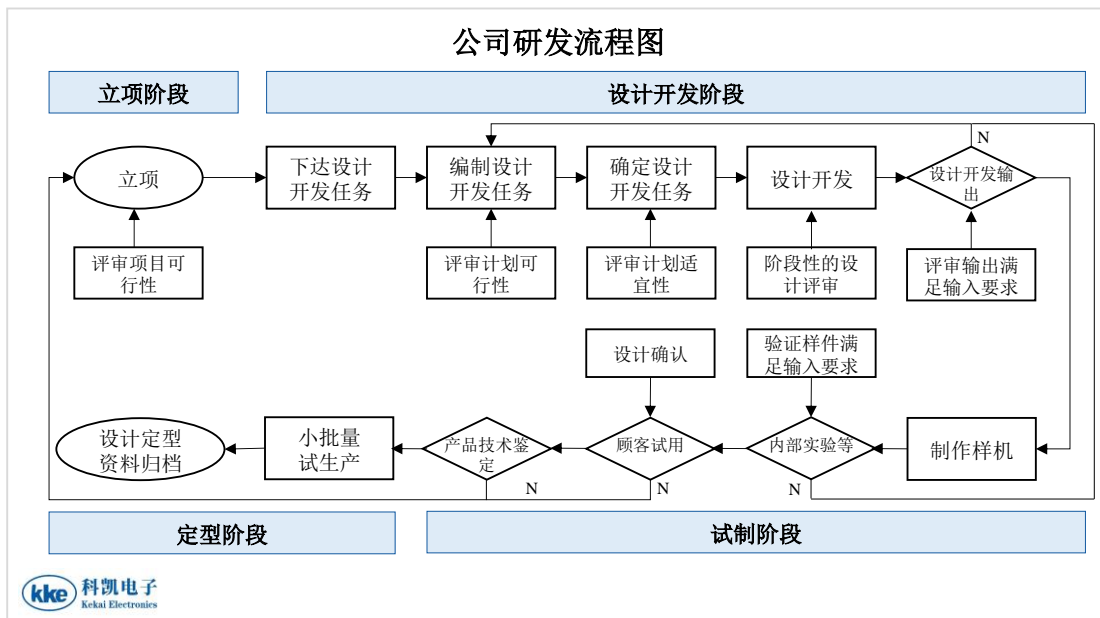 公司研发流程图
立项阶段
设计开发阶段
N
立项
下达设计
开发任务
编制设计
开发任务
确定设计
开发任务
设计开发
设计开发输
出
评审项目可
行性
评审计划可
行性
评审计划适
宜性
阶段性的设
计评审
评审输出满
足输入要求
设计确认
验证样件满
足输入要求
设计定型
资料归档
小批量
试生产
产品技术鉴
定
顾客试用
内部实验等
制作样机
N
N
N
定型阶段
试制阶段
kke
科凯电子
Kekai Electronics